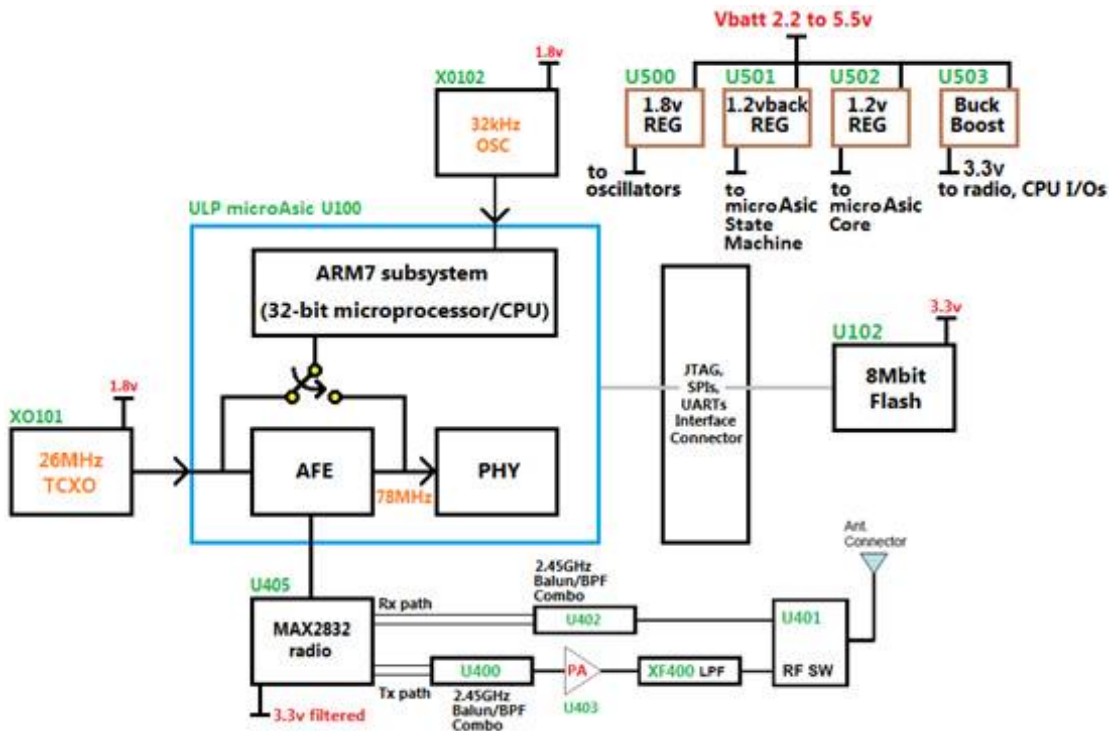 Vbatt 2.2 to 5.5v
1.8v
X0102
32kHz
OSC
U500
1.8v
REG
to
oscillators
U501
1.2vback
REG
to
microAsic
State
Machine
U502
1.2v
REG
to
microAsic
Core
U503
Buck
Boost
3.3v
to radio, CPU I/Os
ULP microAsic U100
ARM7 subsystem
(32-bit microprocessor/CPU)
1.8v
XO101
26MHz
TCXO
AFE
78MHz
PHY
JTAG,
SPIs,
UARTs
Interface
Connector
3.3v
U102
8Mbit
Flash
Ant.
Connector
U405
MAX2832
radio
3.3v filtered
Rx path
2.45GHz
Balun/BPF
Combo
U402
Tx path
U400
2.45GHz
Balun/BPF
Combo
PA
U403
XF400 LPF
U401
RF SW